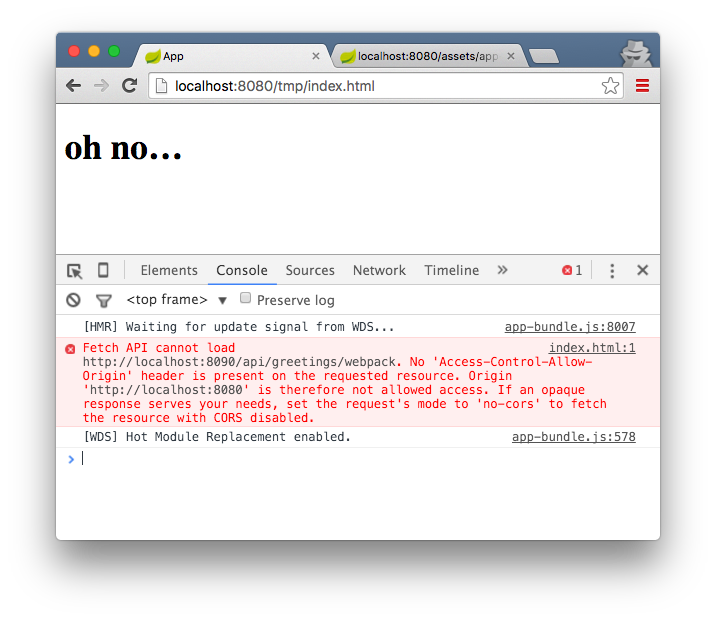 App
localhost:8080/assets/app
localhost:8080/tmp/index.html
oh no...
Elements Console Sources Network Timeline 1
<top frame> Preserve log
[HMR] Waiting for update signal from WDS... app-bundle.js:8007
Fetch API cannot load index.html:1
http://localhost:8090/api/greetings/webpack. No 'Access-Control-Allow-
Origin' header is present on the requested resource. Origin
'http://localhost:8080' is therefore not allowed access. If an opaque
response serves your needs, set the request's mode to 'no-cors' to fetch
the resource with CORS disabled.
[WDS] Hot Module Replacement enabled. app-bundle.js:578